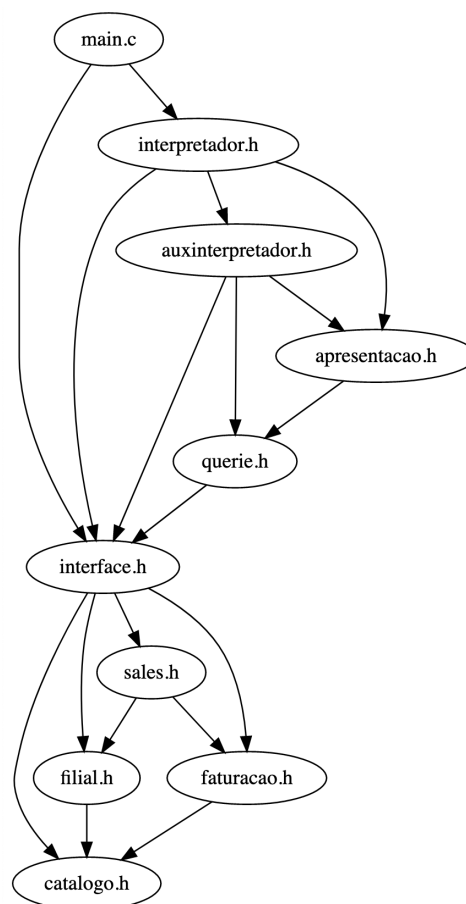 main.c
interpretador.h
auxinterpretador.h
apresentacao.h
querie.h
interface.h
sales.h
filial.h
faturacao.h
catalogo.h